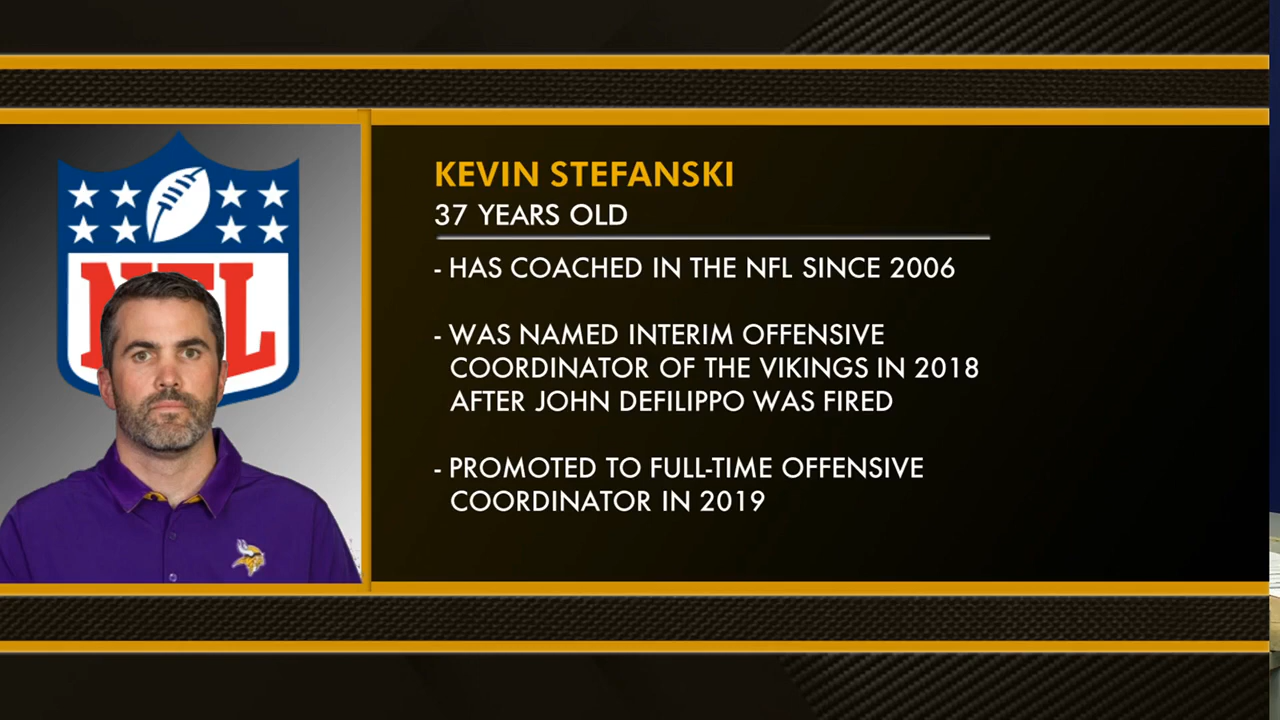 NFL
KEVIN STEFANSKI
37 YEARS OLD
- HAS COACHED IN THE NFL SINCE 2006
- WAS NAMED INTERIM OFFENSIVE
COORDINATOR OF THE VIKINGS IN 2018
AFTER JOHN DEFILIPPO WAS FIRED
- PROMOTED TO FULL-TIME OFFENSIVE
COORDINATOR IN 2019